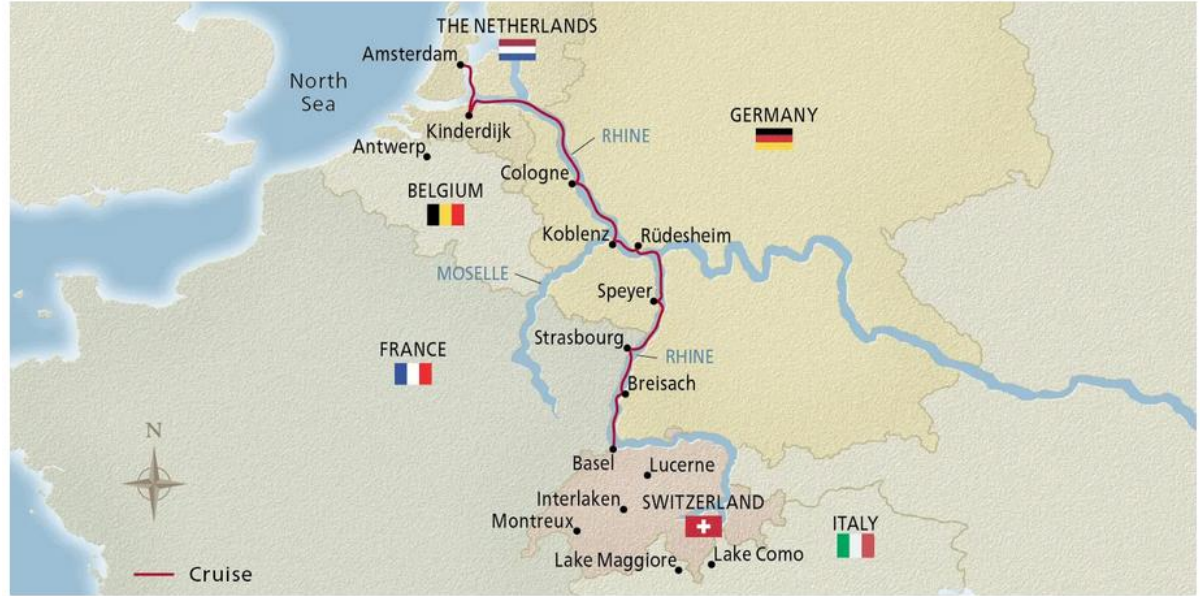 THE NETHERLANDS
Amsterdam
North
Sea
Kinderdijk
GERMANY
RHINE
Antwerp
Cologne
BELGIUM
Koblenz
Rüdesheim
MOSELLE
Speyer
Strasbourg
FRANCE
RHINE
Breisach
N
Basel
Lucerne
Interlaken
SWITZERLAND
Montreux
ITALY
Lake Maggiore
Lake Como
Cruise